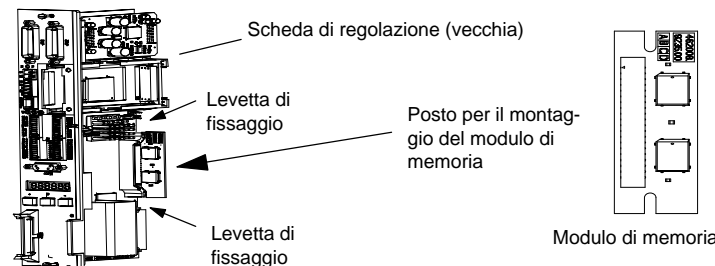 Scheda di regolazione (vecchia)
Levetta di
fissaggio
Posto per il montag-
gio del modulo di
memoria
Levetta di
fissaggio
Modulo di memoria